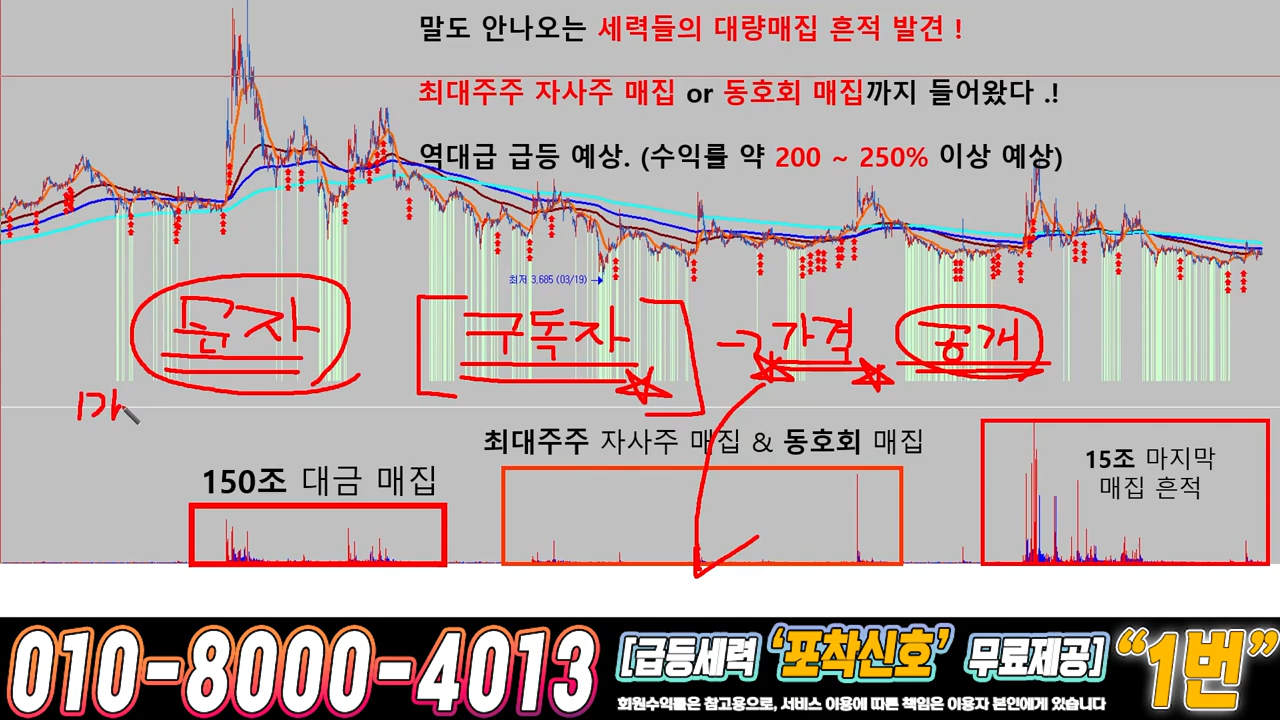 말도 안나오는 세력들의 대량매집 흔적 발견 !
최대주주 자사주 매집 or 동호회 매집까지 들어왔다 .!
역대급 급등 예상. (수익률 약 200 ~ 250% 이상 예상)
최저 3,685 (03/19)
문자 구독자 가격 공개
최대주주 자사주 매집 & 동호회 매집
150조 대금 매집
15조 마지막
매집 흔적
010-8000-4013
[급등세력 '포착신호' 무료제공] "1번"
회원수익률은 참고용으로, 서비스 이용에 따른 책임은 이용자 본인에게 있습니다